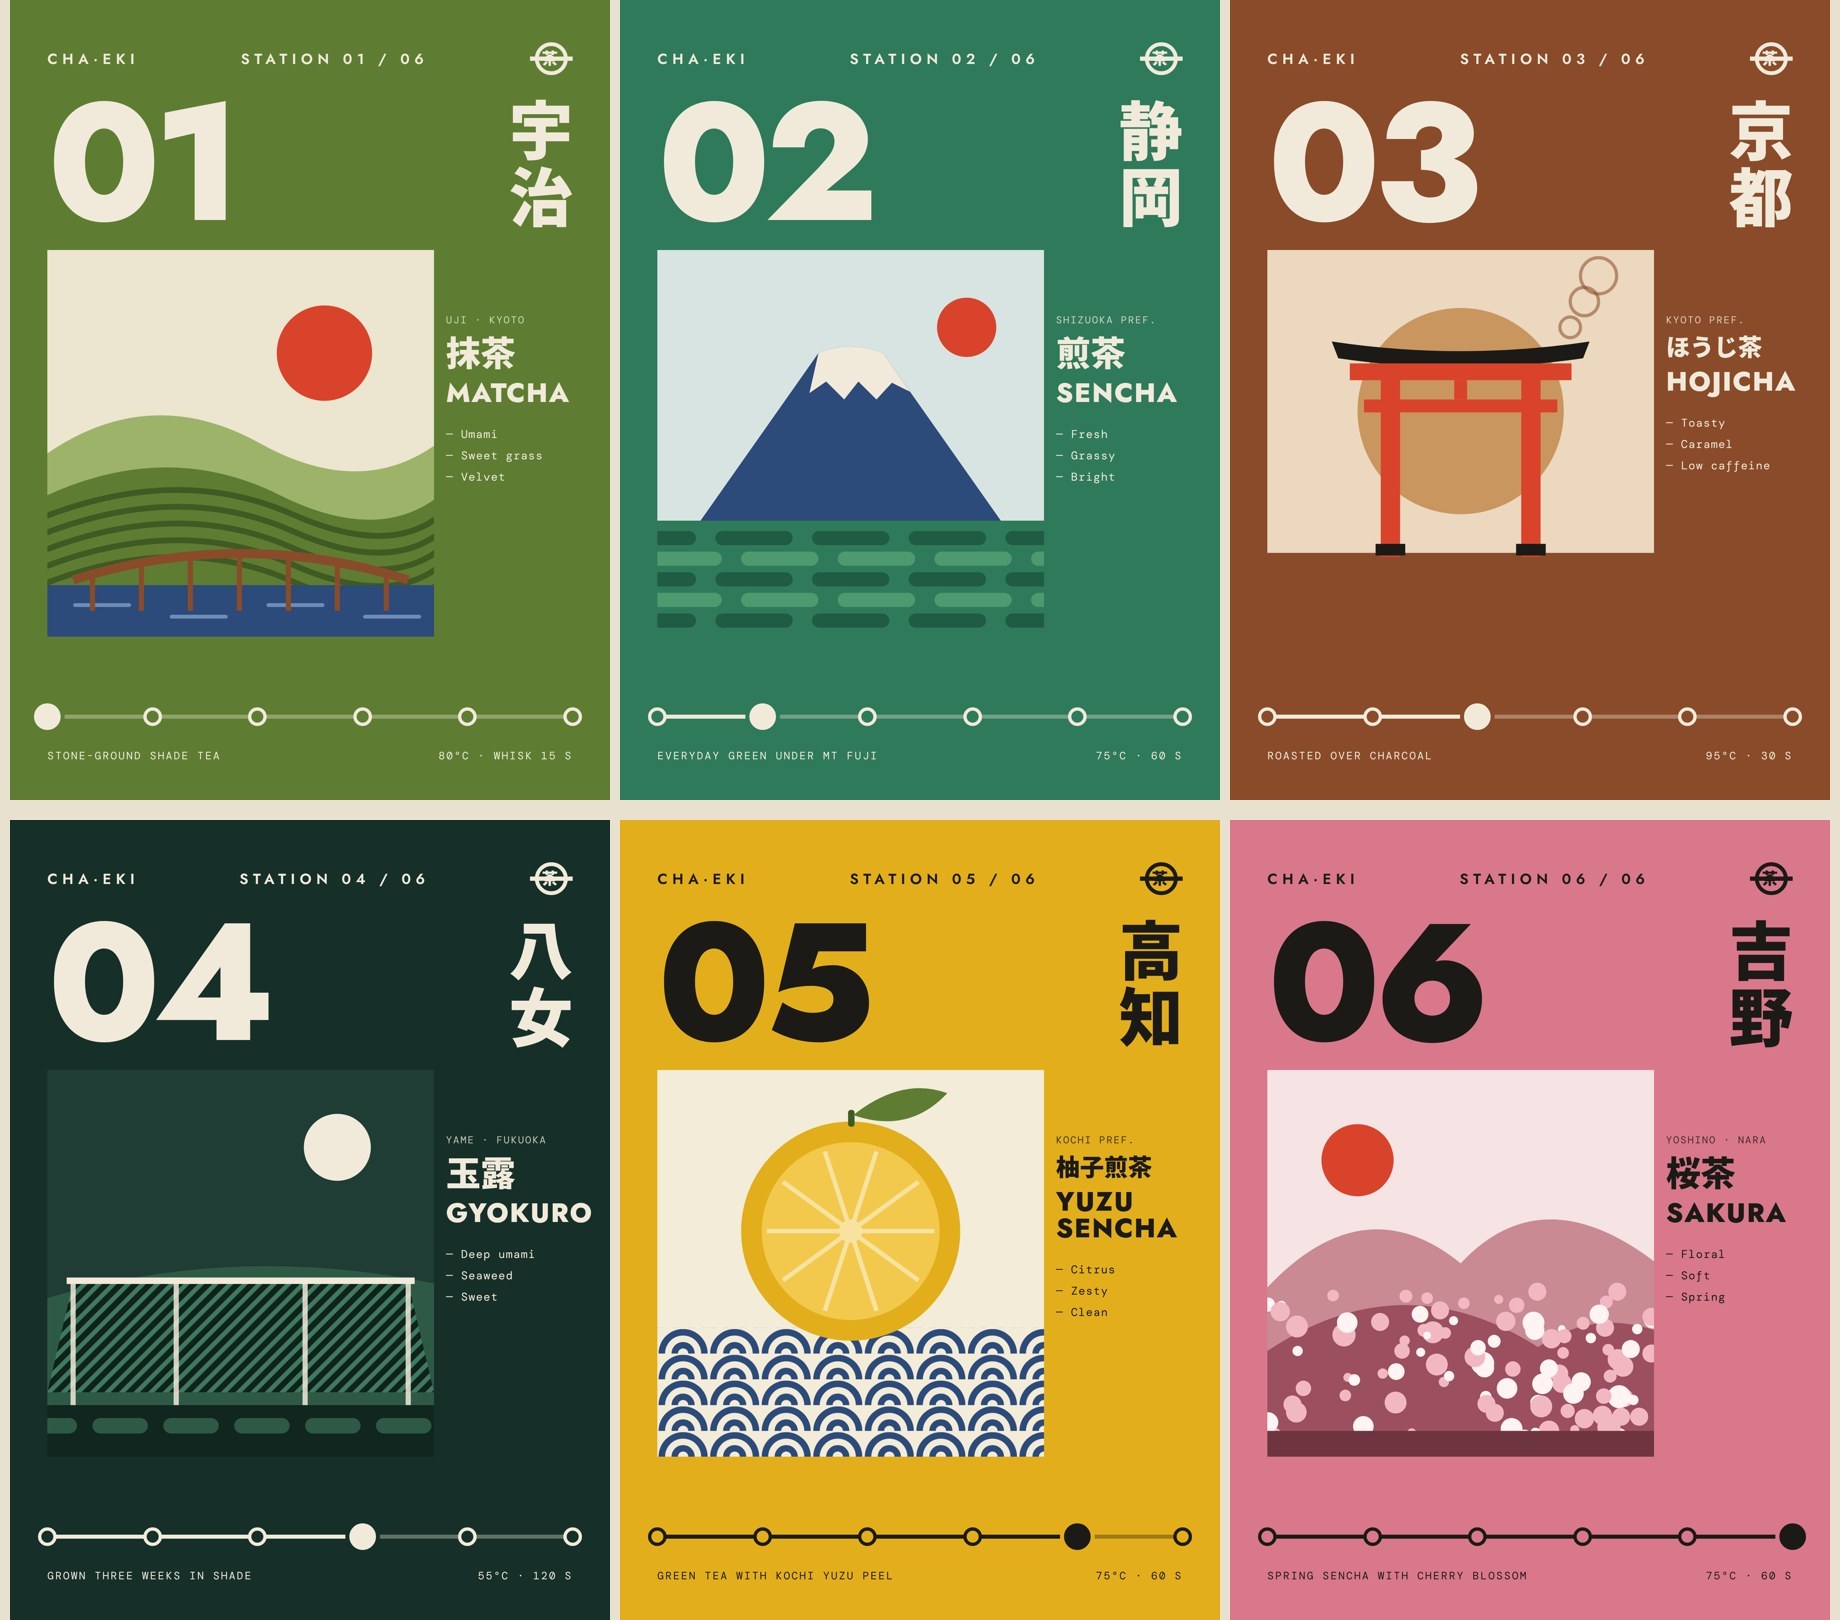 CHA·EKI
STATION 01 / 06
茶
01
宇治
UJI · KYOTO
抹茶
MATCHA
— Umami
— Sweet grass
— Velvet
STONE-GROUND SHADE TEA
80°C · WHISK 15 S
CHA·EKI
STATION 02 / 06
茶
02
静岡
SHIZUOKA PREF.
煎茶
SENCHA
— Fresh
— Grassy
— Bright
EVERYDAY GREEN UNDER MT FUJI
75°C · 60 S
CHA·EKI
STATION 03 / 06
茶
03
京都
KYOTO PREF.
ほうじ茶
HOJICHA
— Toasty
— Caramel
— Low caffeine
ROASTED OVER CHARCOAL
95°C · 30 S
CHA·EKI
STATION 04 / 06
茶
04
八女
YAME · FUKUOKA
玉露
GYOKURO
— Deep umami
— Seaweed
— Sweet
GROWN THREE WEEKS IN SHADE
55°C · 120 S
CHA·EKI
STATION 05 / 06
茶
05
高知
KOCHI PREF.
柚子煎茶
YUZU
SENCHA
— Citrus
— Zesty
— Clean
GREEN TEA WITH KOCHI YUZU PEEL
75°C · 60 S
CHA·EKI
STATION 06 / 06
茶
06
吉野
YOSHINO · NARA
桜茶
SAKURA
— Floral
— Soft
— Spring
SPRING SENCHA WITH CHERRY BLOSSOM
75°C · 60 S